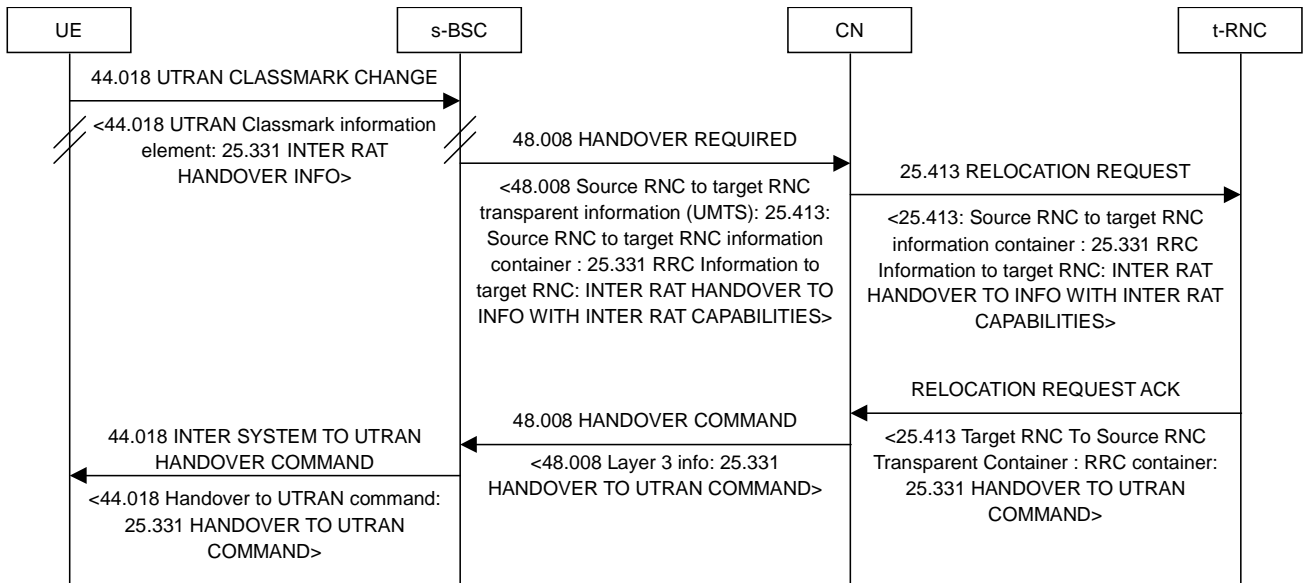 UE
s-BSC
CN
t-RNC
44.018 UTRAN CLASSMARK CHANGE
<44.018 UTRAN Classmark information
element: 25.331 INTER RAT
HANDOVER INFO>
48.008 HANDOVER REQUIRED
<48.008 Source RNC to target RNC
transparent information (UMTS): 25.413:
Source RNC to target RNC information
container : 25.331 RRC Information to
target RNC: INTER RAT HANDOVER TO
INFO WITH INTER RAT CAPABILITIES>
25.413 RELOCATION REQUEST
<25.413: Source RNC to target RNC
information container : 25.331 RRC
Information to target RNC: INTER RAT
HANDOVER TO INFO WITH INTER RAT
CAPABILITIES>
RELOCATION REQUEST ACK
<25.413 Target RNC To Source RNC
Transparent Container : RRC container:
25.331 HANDOVER TO UTRAN
COMMAND>
48.008 HANDOVER COMMAND
<48.008 Layer 3 info: 25.331
HANDOVER TO UTRAN COMMAND>
44.018 INTER SYSTEM TO UTRAN
HANDOVER COMMAND
<44.018 Handover to UTRAN command:
25.331 HANDOVER TO UTRAN
COMMAND>